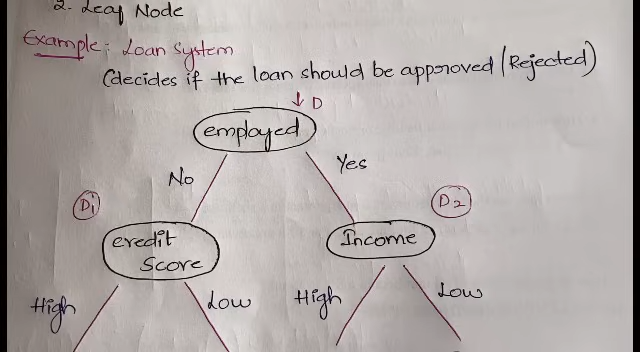 2. Leaf Node
Example: Loan System
(decides if the loan should be approved/Rejected)
↓ D
employed
No
Yes
D1
D2
credit
Score
Income
High
Low
High
Low